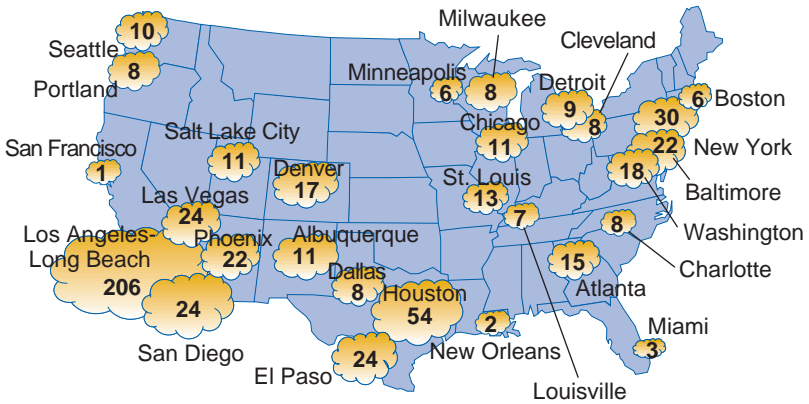 Milwaukee
10
Cleveland
Seattle
8
Minneapolis
Detroit
Portland
6
8
9
6
Boston
Chicago
8
30
Salt Lake City
San Francisco
11
11
22
New York
1
Denver
St. Louis
18
Las Vegas
17
13
Baltimore
24
7
8
Washington
Los Angeles-
Long Beach
Phoenix
Albuquerque
22
11
Dallas
15
Charlotte
206
8
Houston
Atlanta
24
54
2
Miami
San Diego
24
New Orleans
3
El Paso
Louisville